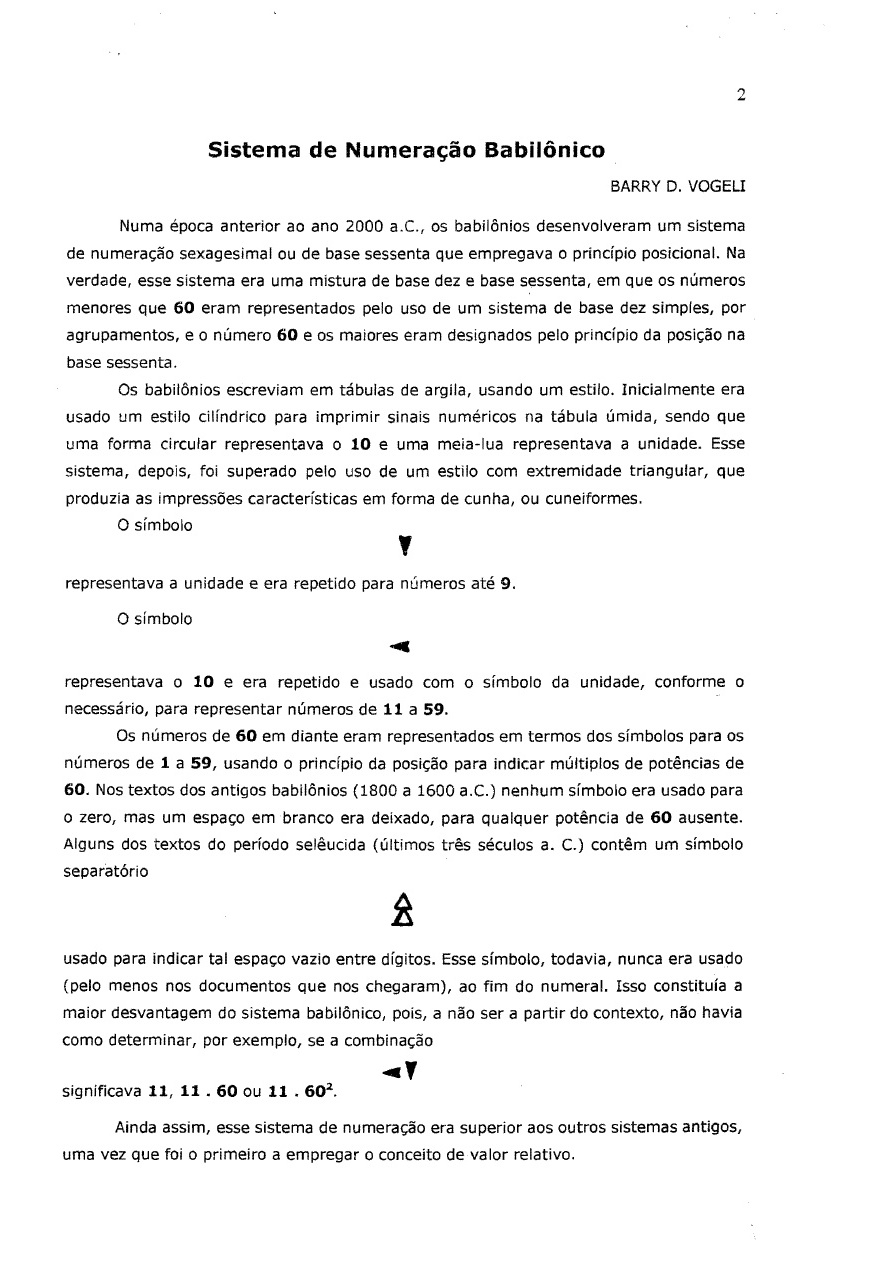 2
Sistema de Numeração Babilônico
BARRY D. VOGELI
Numa época anterior ao ano 2000 a.C., os babilônios desenvolveram um sistema
de numeração sexagesimal ou de base sessenta que empregava o princípio posicional. Na
verdade, esse sistema era uma mistura de base dez e base sessenta, em que os números
menores que 60 eram representados pelo uso de um sistema de base dez simples, por
agrupamentos, e o número 60 e os maiores eram designados pelo princípio da posição na
base sessenta.
Os babilônios escreviam em tábulas de argila, usando um estilo. Inicialmente era
usado um estilo cilíndrico para imprimir sinais numéricos na tábula úmida, sendo que
uma forma circular representava o 10 e uma meia-lua representava a unidade. Esse
sistema, depois, foi superado pelo uso de um estilo com extremidade triangular, que
produzia as impressões características em forma de cunha, ou cuneiformes.
O símbolo
representava a unidade e era repetido para números até 9.
O símbolo
representava o 10 e era repetido e usado com o símbolo da unidade, conforme o
necessário, para representar números de 11 a 59.
Os números de 60 em diante eram representados em termos dos símbolos para os
números de 1 a 59, usando o princípio da posição para indicar múltiplos de potências de
60. Nos textos dos antigos babilônios (1800 a 1600 a.C.) nenhum símbolo era usado para
o zero, mas um espaço em branco era deixado, para qualquer potência de 60 ausente.
Alguns dos textos do período selêucida (últimos três séculos a. C.) contêm um símbolo
separatório
usado para indicar tal espaço vazio entre dígitos. Esse símbolo, todavia, nunca era usado
(pelo menos nos documentos que nos chegaram), ao fim do numeral. Isso constituía a
maior desvantagem do sistema babilônico, pois, a não ser a partir do contexto, não havia
como determinar, por exemplo, se a combinação
significava 11, 11 . 60 ou 11 . 60².
Ainda assim, esse sistema de numeração era superior aos outros sistemas antigos,
uma vez que foi o primeiro a empregar o conceito de valor relativo.